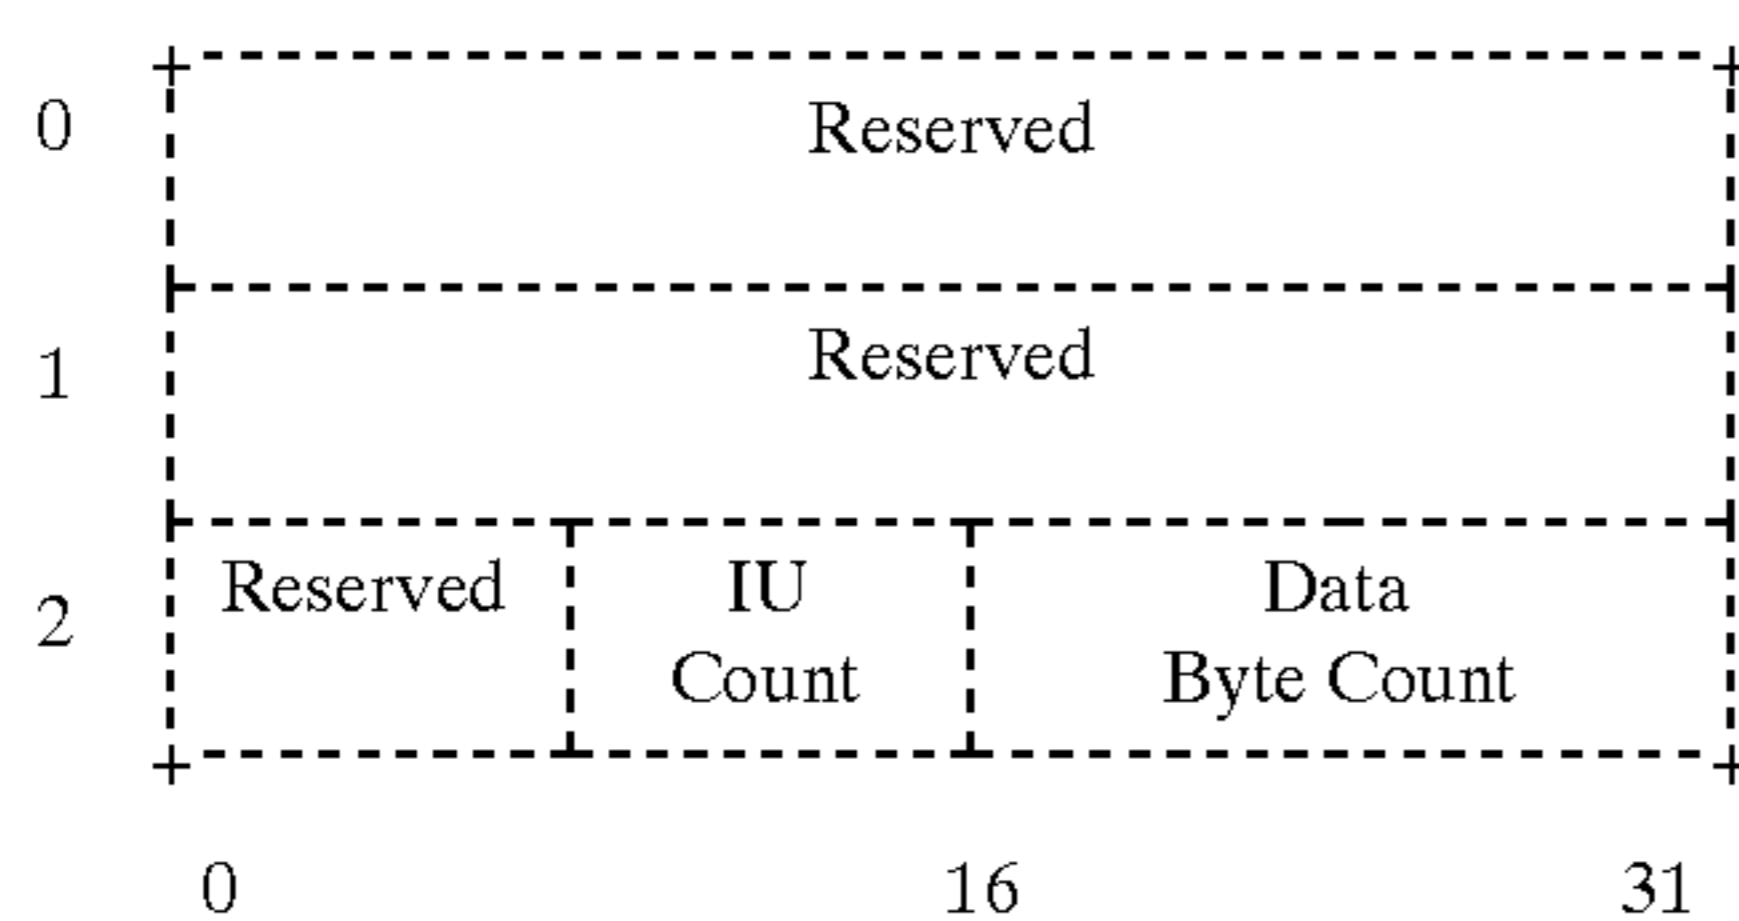 0 Reserved
1 Reserved
2 Reserved IU Data
Count Byte Count
0 16 31